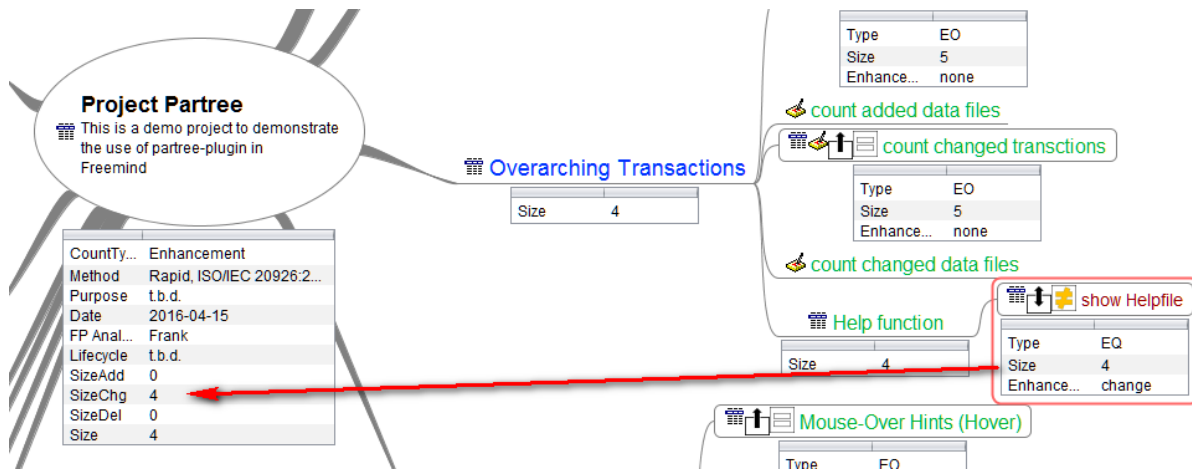 Project Partree
This is a demo project to demonstrate
the use of partree-plugin in
Freemind
CountTy... Enhancement
Method Rapid, ISO/IEC 20926:2...
Purpose t.b.d.
Date 2016-04-15
FP Anal... Frank
Lifecycle t.b.d.
SizeAdd 0
SizeChg 4
SizeDel 0
Size 4
Overarching Transactions
Size 4
Type EO
Size 5
Enhance... none
count added data files
count changed transctions
Type EO
Size 5
Enhance... none
count changed data files
Help function
Size 4
show Helpfile
Type EQ
Size 4
Enhance... change
Mouse-Over Hints (Hover)
Type EO